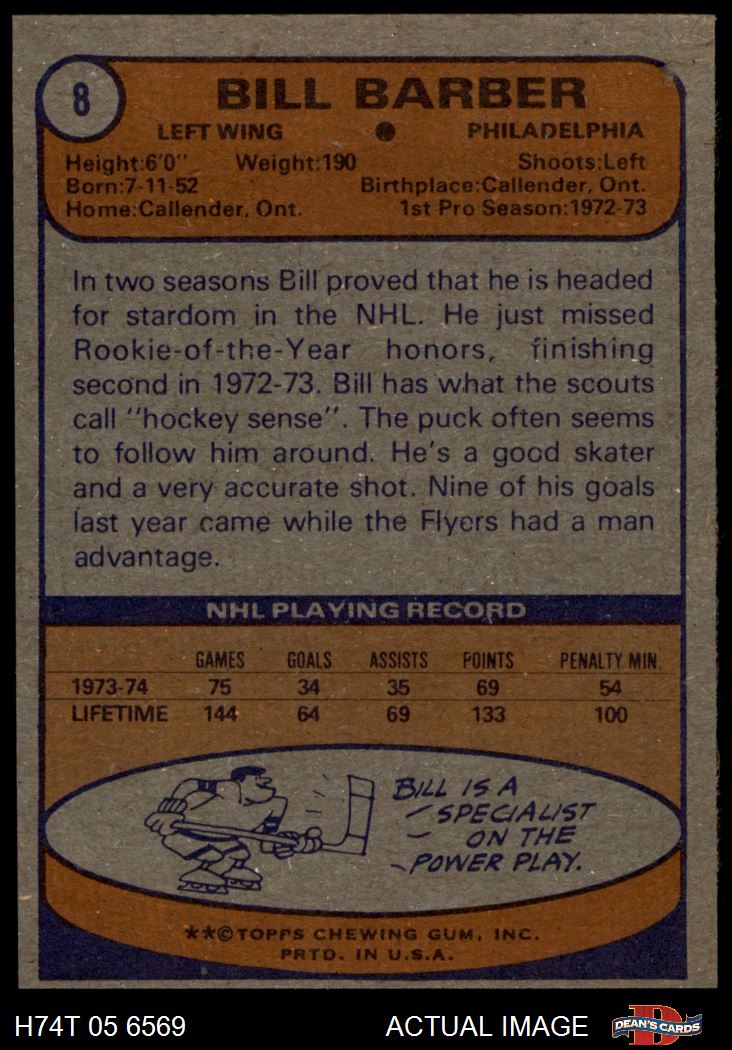 8
BILL BARBER
LEFT WING ● PHILADELPHIA
Height:6'0" Weight:190 Shoots:Left
Born:7-11-52 Birthplace:Callender, Ont.
Home:Callender, Ont. 1st Pro Season:1972-73
In two seasons Bill proved that he is headed
for stardom in the NHL. He just missed
Rookie-of-the-Year honors, finishing
second in 1972-73. Bill has what the scouts
call "hockey sense". The puck often seems
to follow him around. He's a good skater
and a very accurate shot. Nine of his goals
last year came while the Flyers had a man
advantage.
NHL PLAYING RECORD
GAMES GOALS ASSISTS POINTS PENALTY MIN.
1973-74 75 34 35 69 54
LIFETIME 144 64 69 133 100
BILL IS A
SPECIALIST
ON THE
POWER PLAY.
**©TOPPS CHEWING GUM, INC.
PRTD. IN U.S.A.
H74T 05 6569 ACTUAL IMAGE DEAN'S CARDS